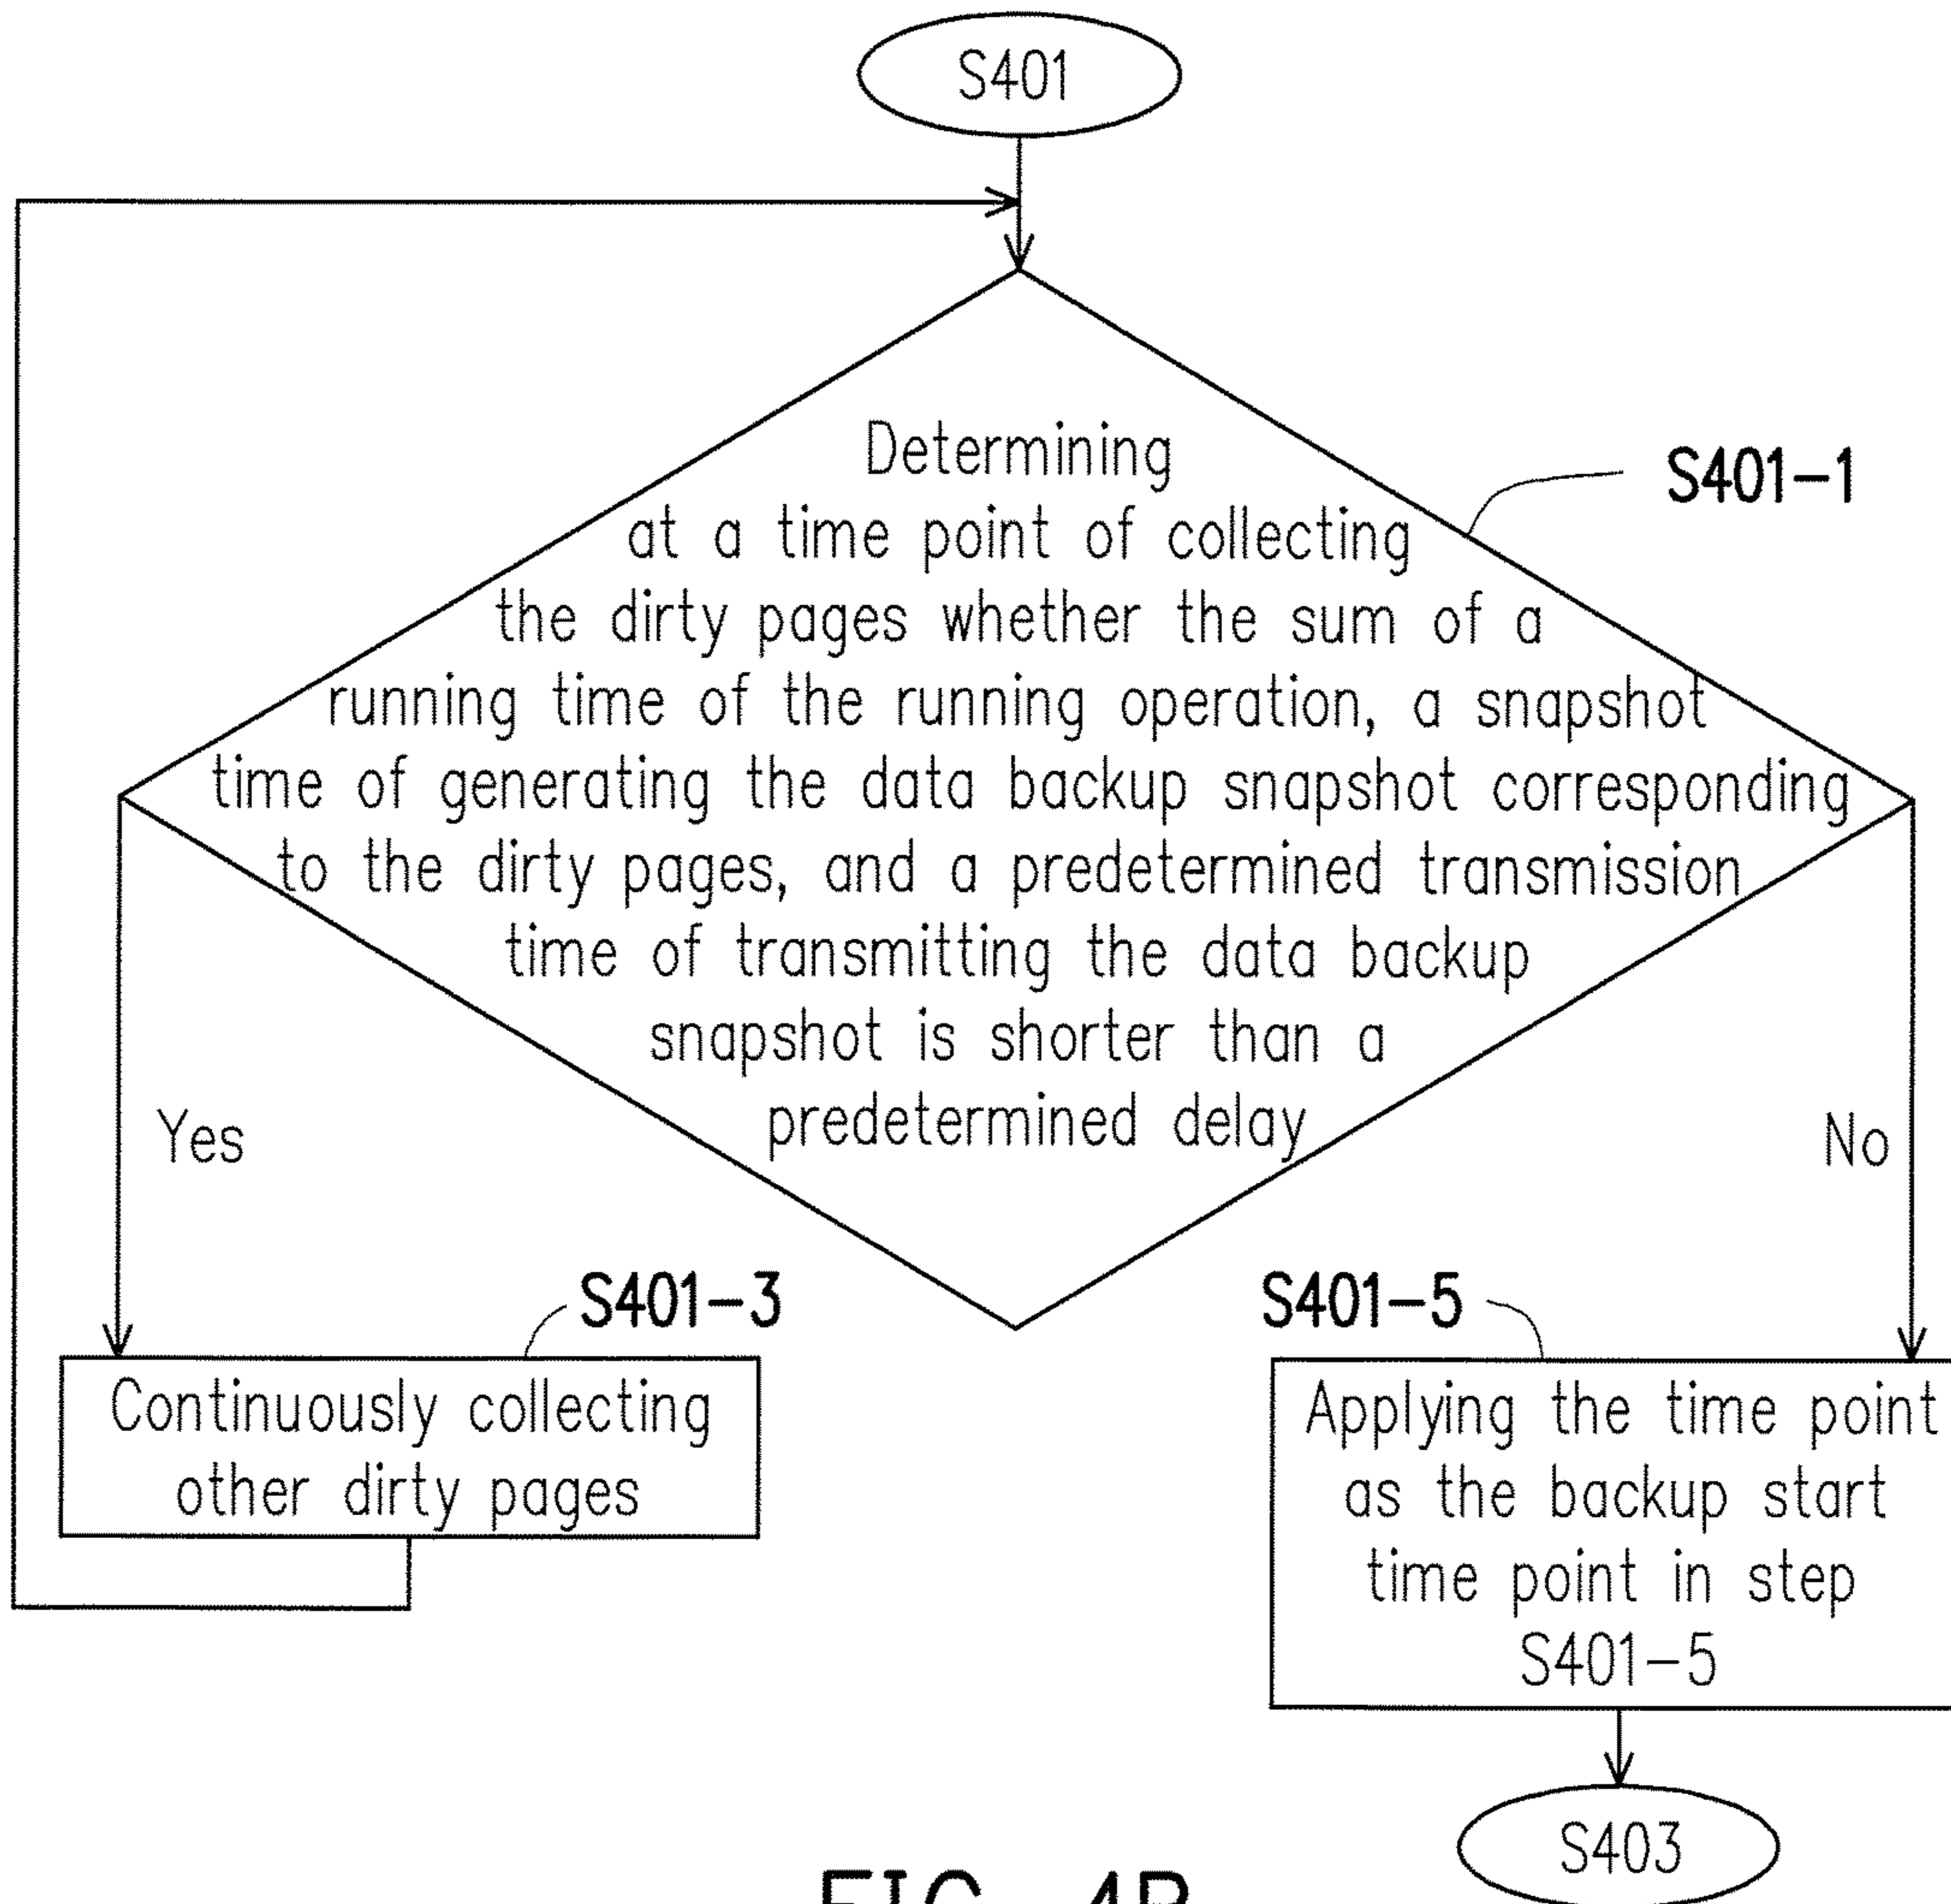 S401
Determining
at a time point of collecting
the dirty pages whether the sum of a
running time of the running operation, a snapshot
time of generating the data backup snapshot corresponding
to the dirty pages, and a predetermined transmission
time of transmitting the data backup
snapshot is shorter than a
predetermined delay
S401-1
Yes
No
S401-3
Continuously collecting
other dirty pages
S401-5
Applying the time point
as the backup start
time point in step
S401-5
S403
FIG. 4B